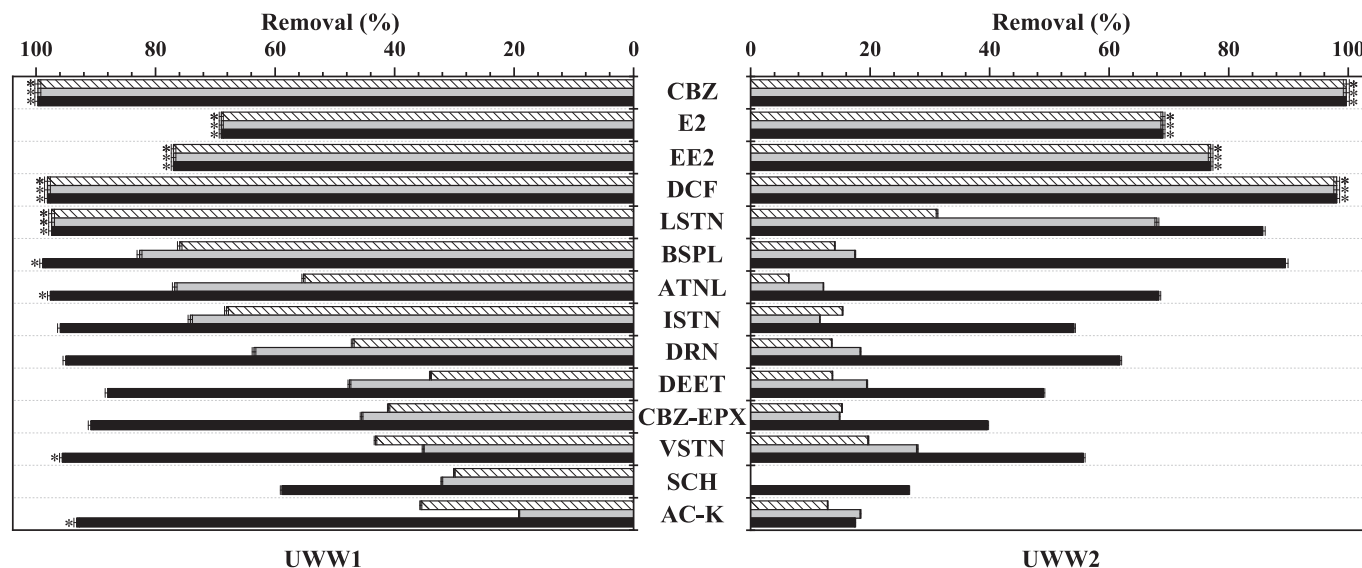 Removal (%) Removal (%)
100 80 60 40 20 0 0 20 40 60 80 100
* * * CBZ * * *
* * * E2 * * *
* * * EE2 * * *
* * * DCF * * *
* * * LSTN
* BSPL
* ATNL
ISTN
DRN
DEET
CBZ-EPX
* VSTN
SCH
* AC-K
UWW1 UWW2